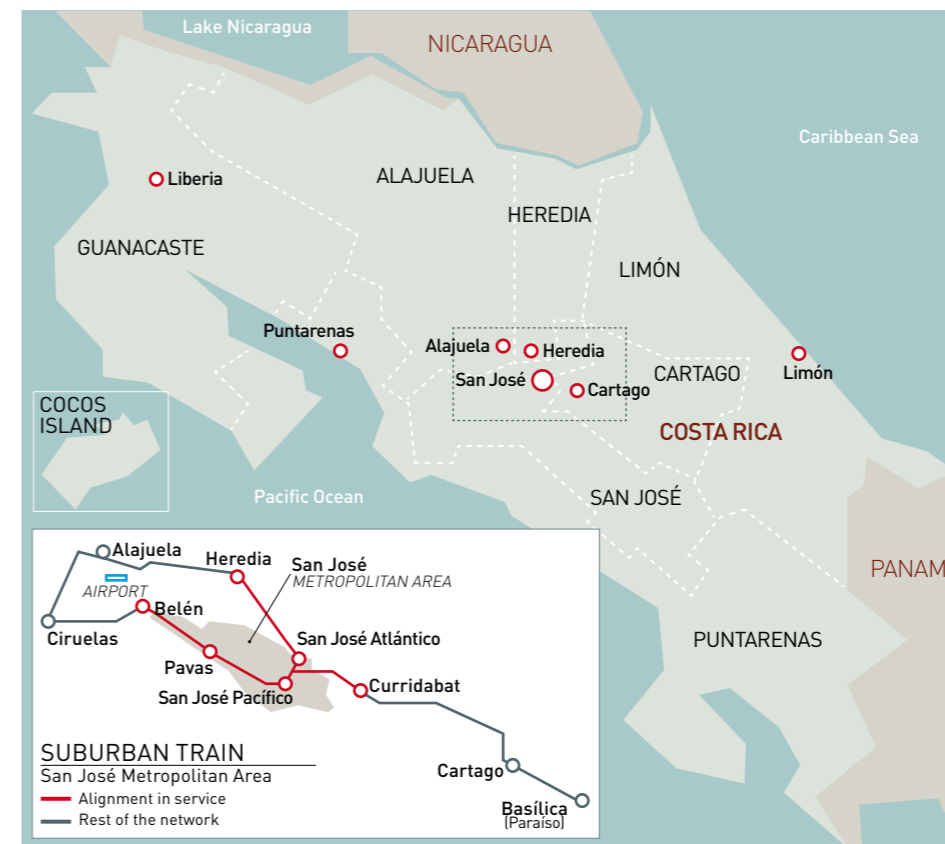 Lake Nicaragua
NICARAGUA
Caribbean Sea
ALAJUELA
Liberia
HEREDIA
GUANACASTE
LIMÓN
Puntarenas
Alajuela
Heredia
Limón
San José
CARTAGO
Cartago
COCOS
ISLAND
COSTA RICA
Pacific Ocean
SAN JOSÉ
PANAM
PUNTARENAS
Alajuela
Heredia
San José
METROPOLITAN AREA
AIRPORT
Belén
Ciruelas
San José Atlántico
Pavas
San José Pacífico
Curridabat
SUBURBAN TRAIN
San José Metropolitan Area
Alignment in service
Rest of the network
Cartago
Basílica
(Paraíso)